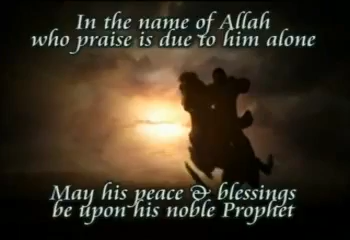 In the name of Allah
who praise is due to him alone
May his peace & blessings
be upon his noble Prophet